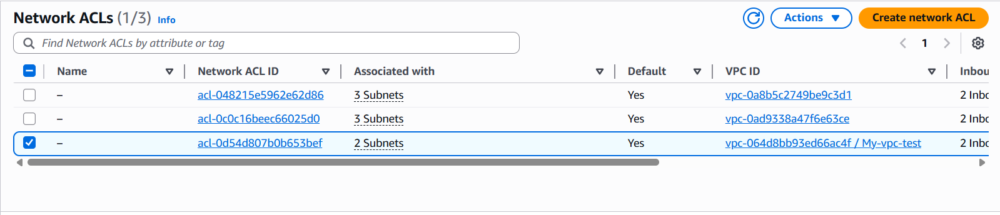 Network ACLs (1/3) Info Actions Create network ACL
Find Network ACLs by attribute or tag 1
Name Network ACL ID Associated with Default VPC ID Inbou
– acl-048215e5962e62d86 3 Subnets Yes vpc-0a8b5c2749be9c3d1 2 Inbo
– acl-0c0c16beec66025d0 3 Subnets Yes vpc-0ad9338a47f6e63ce 2 Inbo
– acl-0d54d807b0b653bef 2 Subnets Yes vpc-064d8bb93ed66ac4f / My-vpc-test 2 Inbo